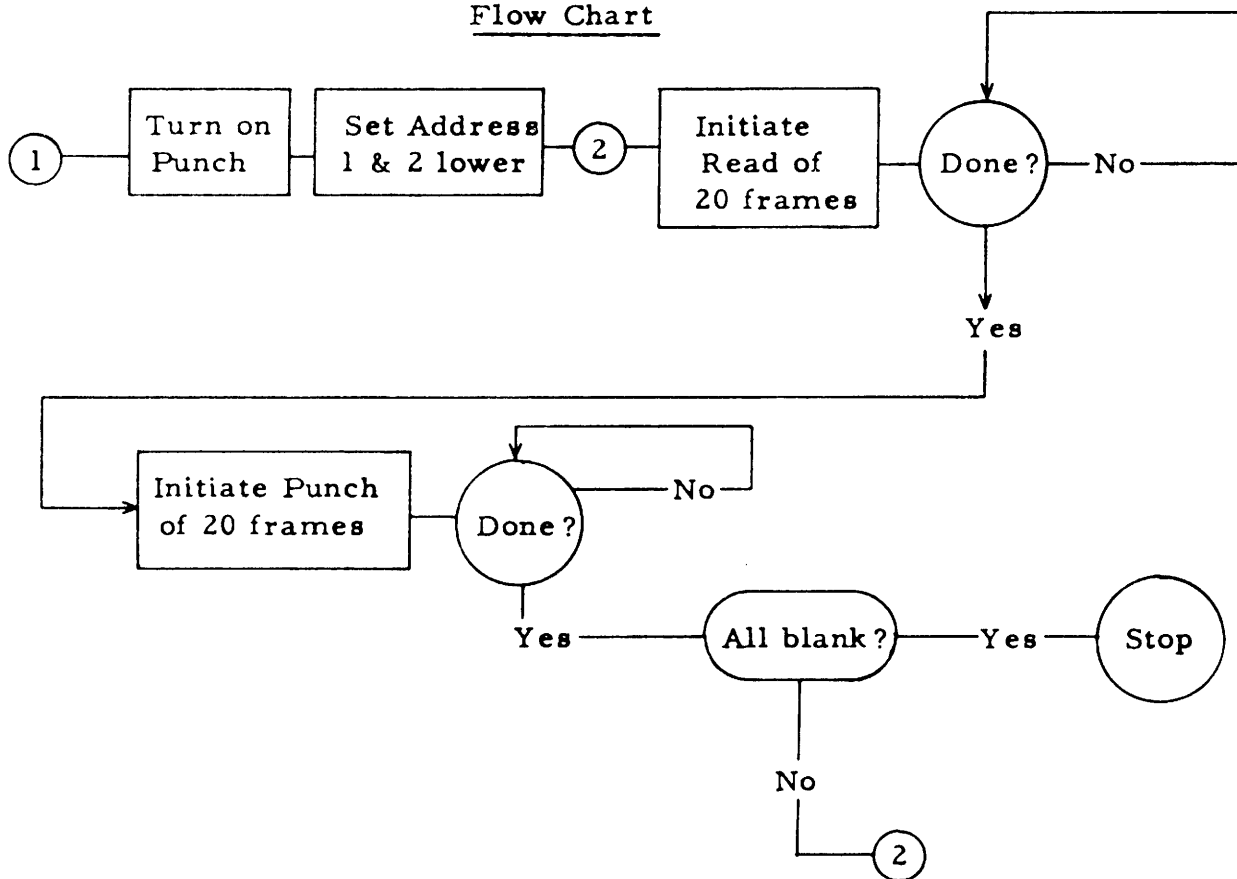 Flow Chart
1
Turn on
Punch
Set Address
1 & 2 lower
2
Initiate
Read of
20 frames
Done?
No
Yes
Initiate Punch
of 20 frames
Done?
No
Yes
All blank?
Yes
Stop
No
2